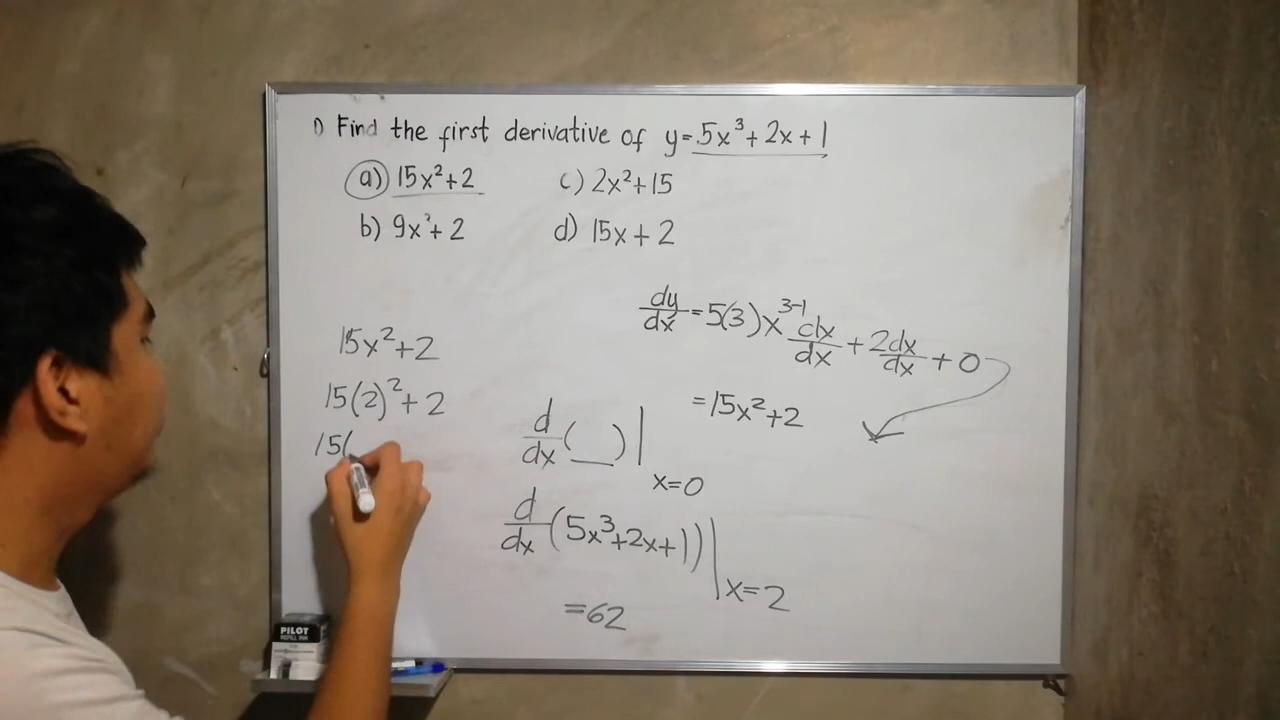 1) Find the first derivative of y=5x³+2x+1
a) 15x²+2 c) 2x²+15
b) 9x²+2 d) 15x+2
dy/dx = 5(3)x³⁻¹ dx/dx + 2dx/dx + 0
= 15x²+2
15x²+2
15(2)²+2
15(
d/dx (__)| x=0
d/dx (5x³+2x+1)| x=2
=62
PILOT
REFILL INK